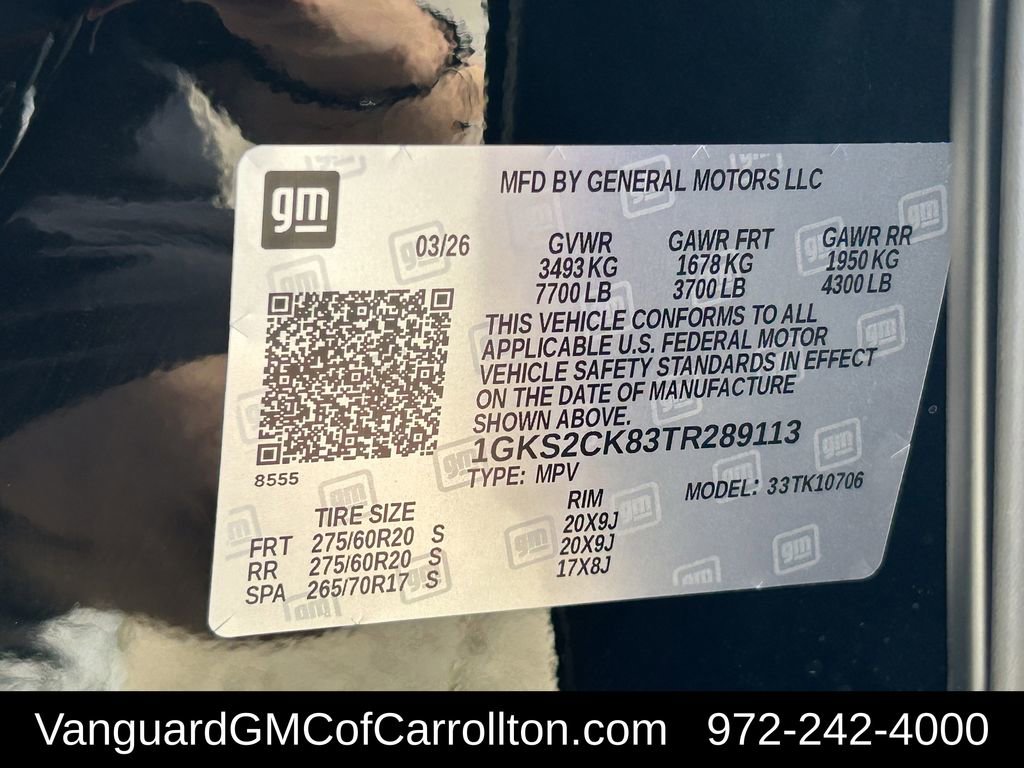 gm
MFD BY GENERAL MOTORS LLC
03/26
GVWR GAWR FRT GAWR RR
3493 KG 1678 KG 1950 KG
7700 LB 3700 LB 4300 LB
THIS VEHICLE CONFORMS TO ALL
APPLICABLE U.S. FEDERAL MOTOR
VEHICLE SAFETY STANDARDS IN EFFECT
ON THE DATE OF MANUFACTURE
SHOWN ABOVE.
1GKS2CK83TR289113
8555
TYPE: MPV MODEL: 33TK10706
TIRE SIZE RIM
FRT 275/60R20 S 20X9J
RR 275/60R20 S 20X9J
SPA 265/70R17 S 17X8J
VanguardGMCofCarrollton.com 972-242-4000